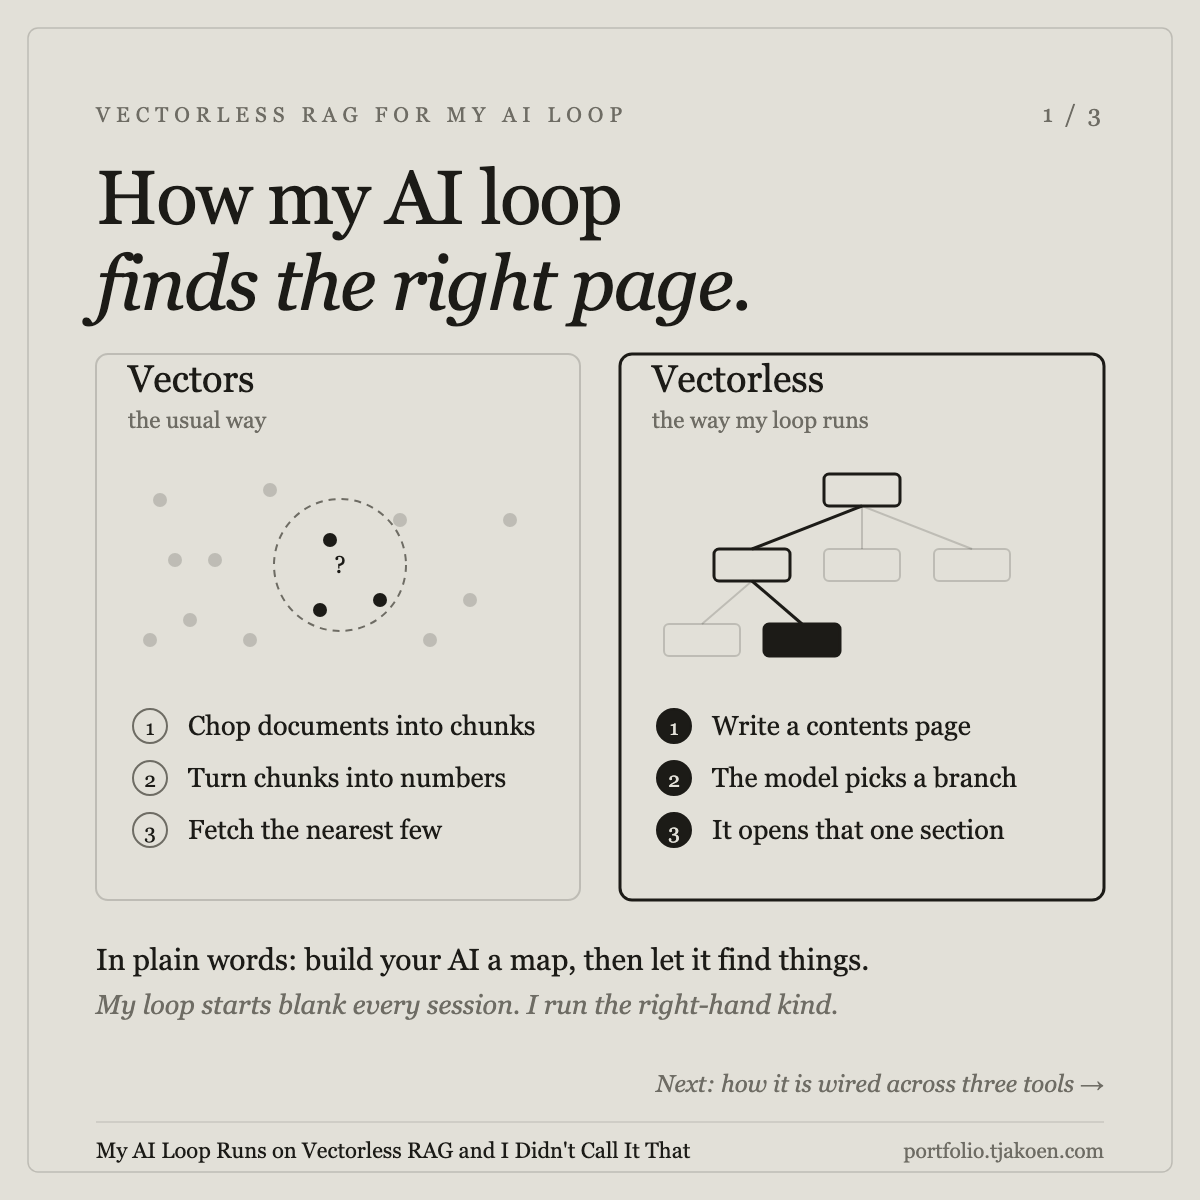 VECTORLESS RAG FOR MY AI LOOP
1 / 3
How my AI loop
finds the right page.
Vectors
the usual way
?
1 Chop documents into chunks
2 Turn chunks into numbers
3 Fetch the nearest few
Vectorless
the way my loop runs
1 Write a contents page
2 The model picks a branch
3 It opens that one section
In plain words: build your AI a map, then let it find things.
My loop starts blank every session. I run the right-hand kind.
Next: how it is wired across three tools →
My AI Loop Runs on Vectorless RAG and I Didn't Call It That
portfolio.tjakoen.com